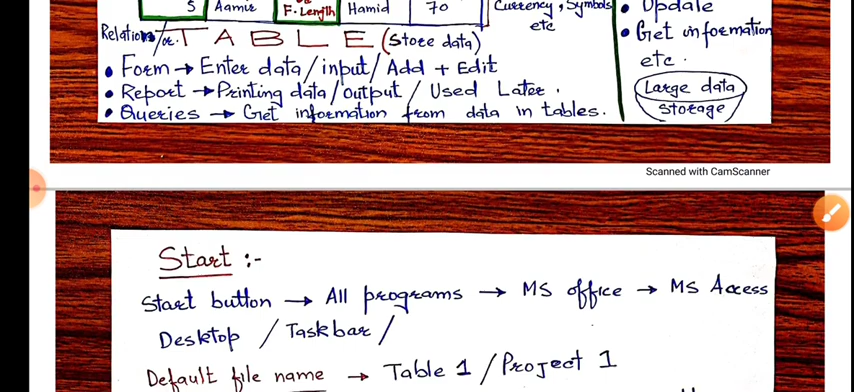 5 Aamir F. Length Hamid 70 Currency, Symbols • Update
etc • Get information
Relation/or. TABLE (Store data) etc.
• Form → Enter data/input/Add + Edit Large data
• Report → Printing data/output/Used Later. Storage
• Queries → Get information from data in tables.
Scanned with CamScanner
Start :-
Start button → All programs → MS office → MS Access
Desktop / Taskbar /
Default file name → Table 1 / Project 1